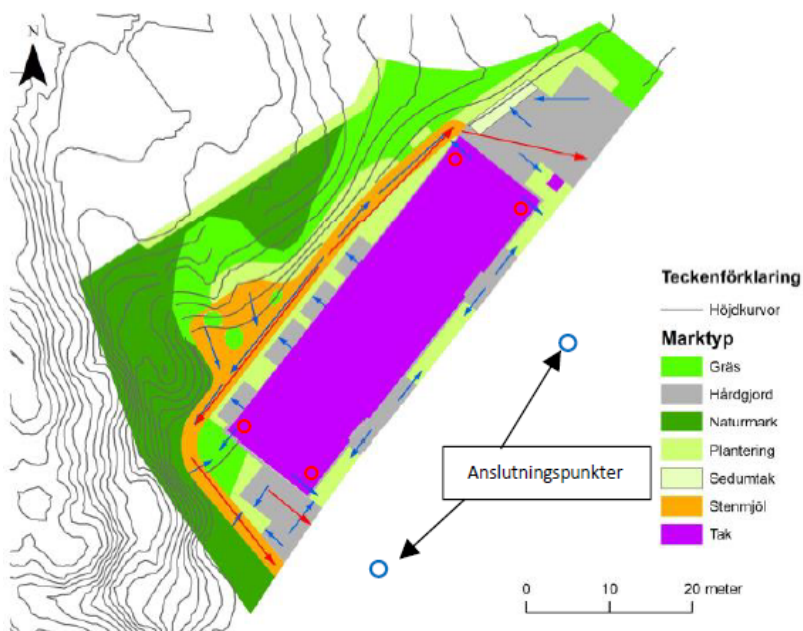 N
Anslutningspunkter
Teckenförklaring
Höjdkurvor
Marktyp
Gräs
Hårdgjord
Naturmark
Plantering
Sedumtak
Stenmjöl
Tak
0 10 20 meter